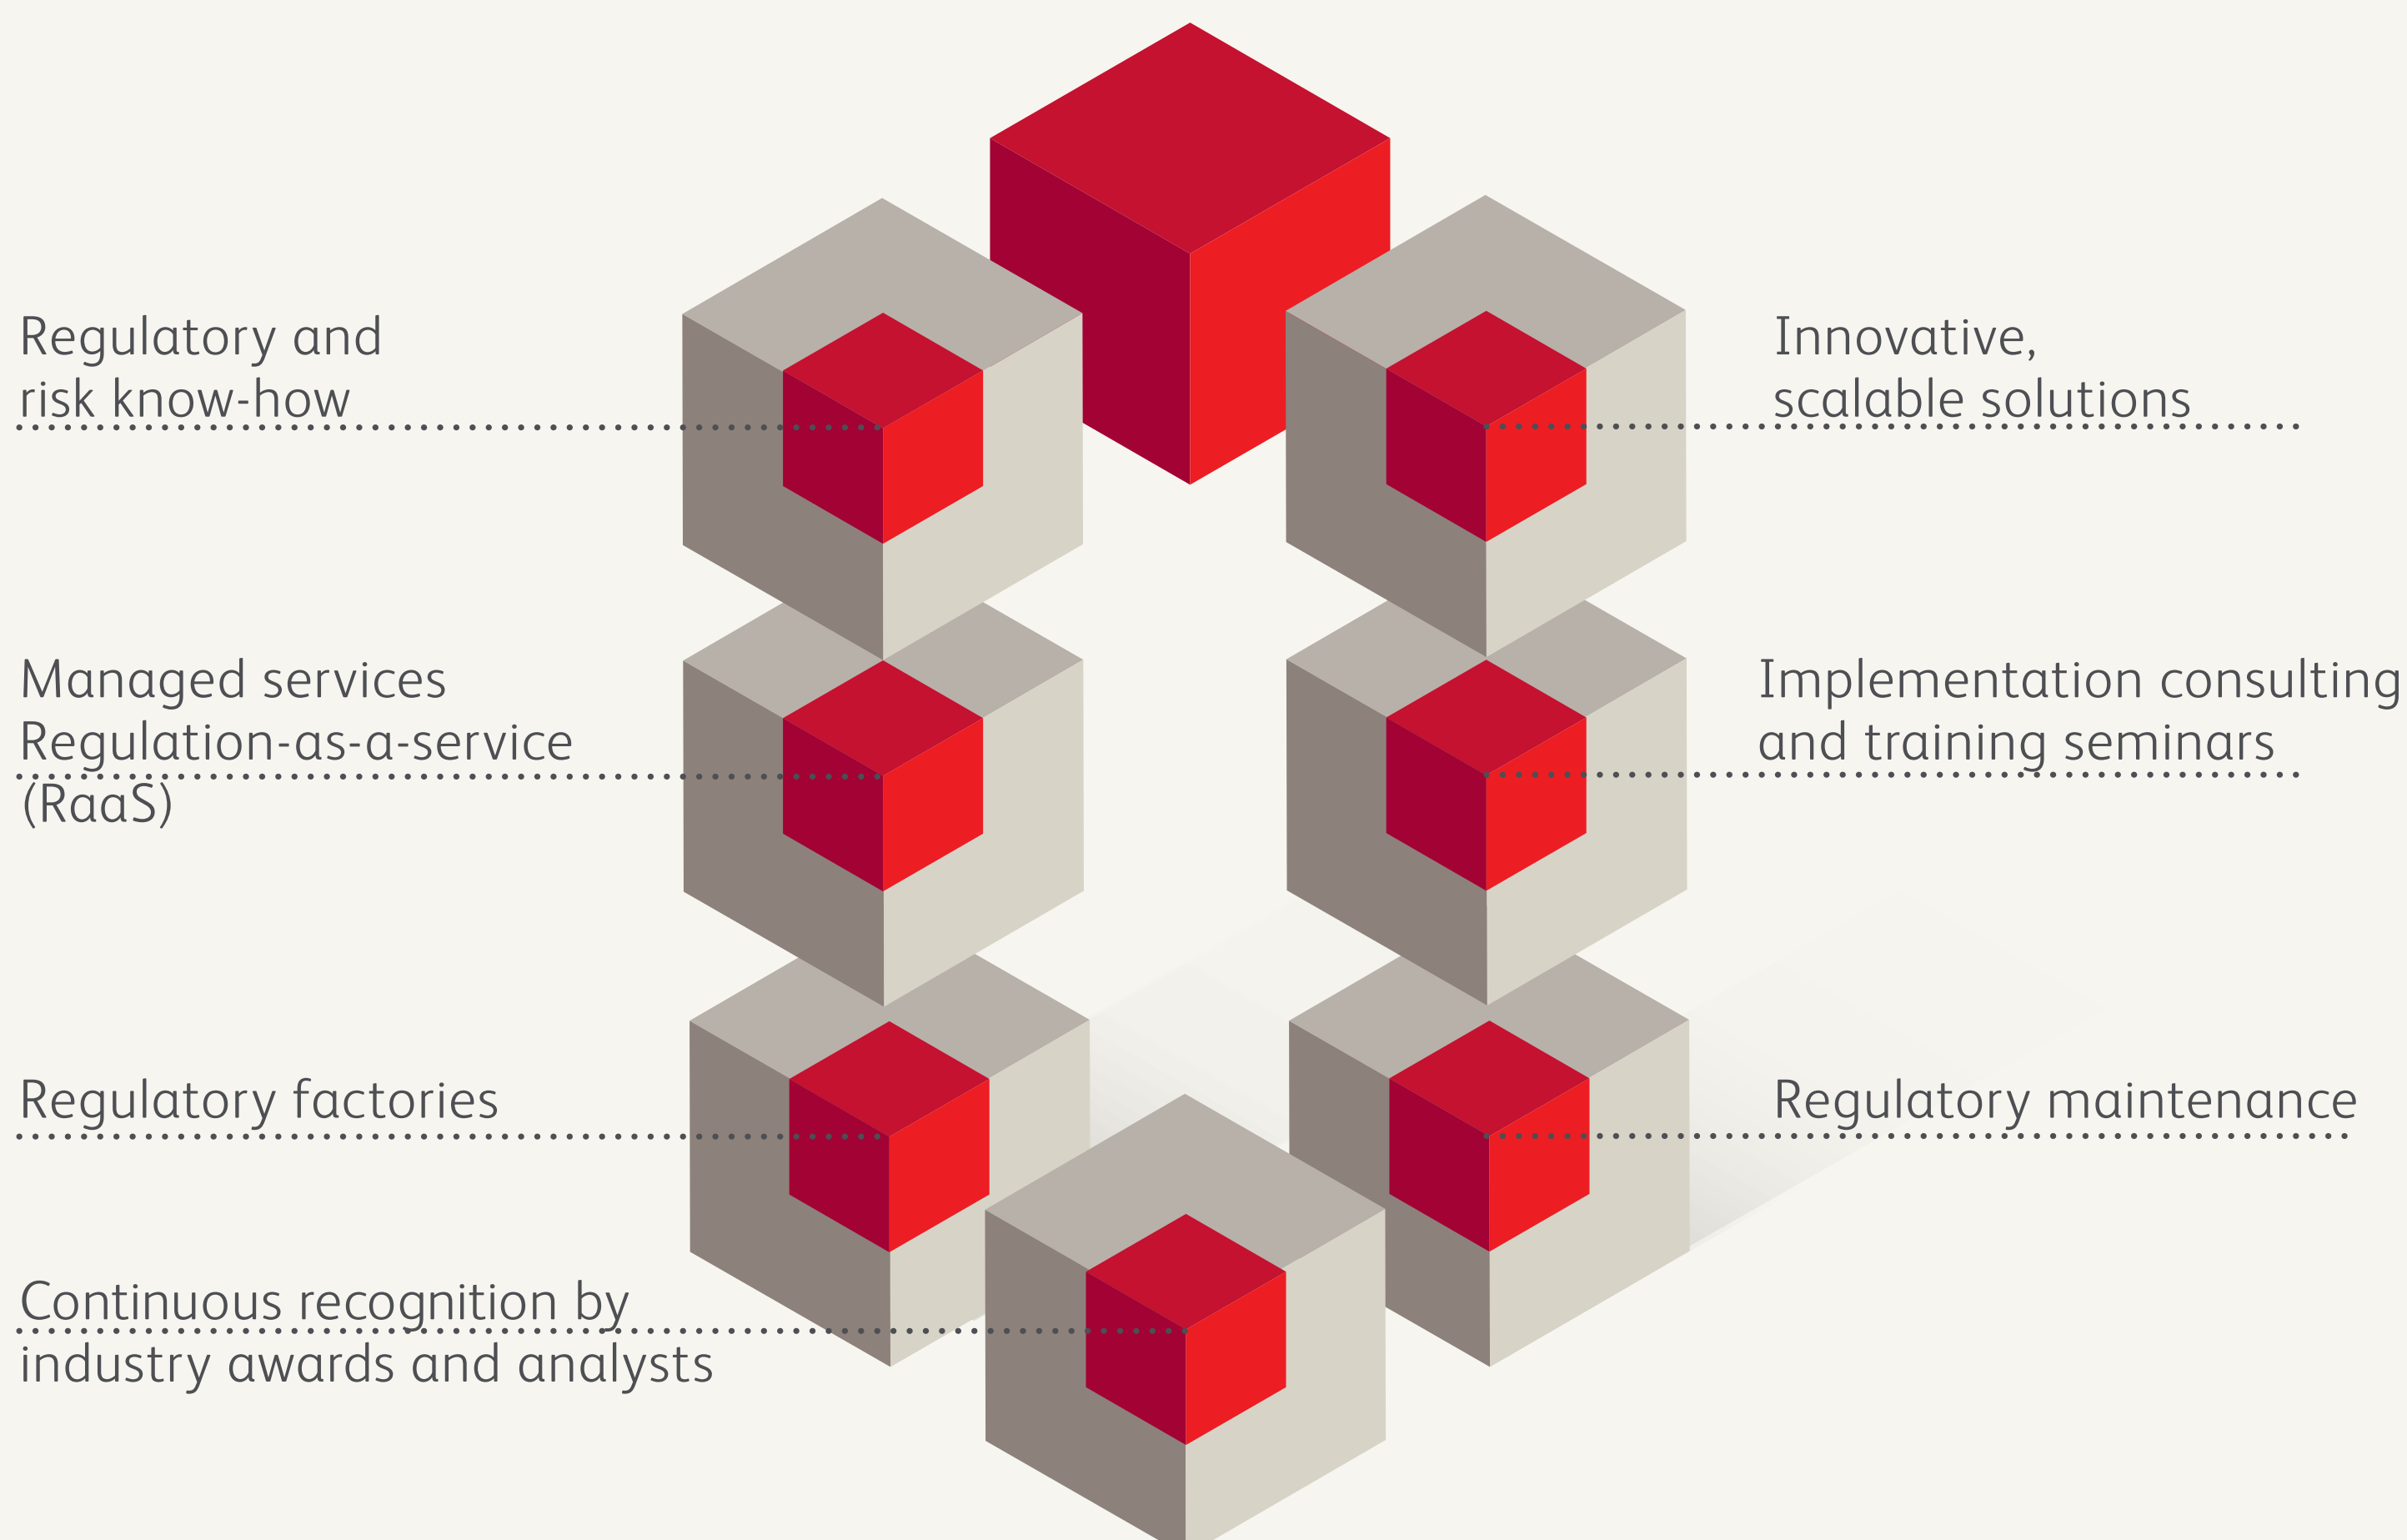 Regulatory and
risk know-how
Innovative,
scalable solutions
Managed services
Regulation-as-a-service
(RaaS)
Implementation consulting
and training seminars
Regulatory factories
Regulatory maintenance
Continuous recognition by
industry awards and analysts